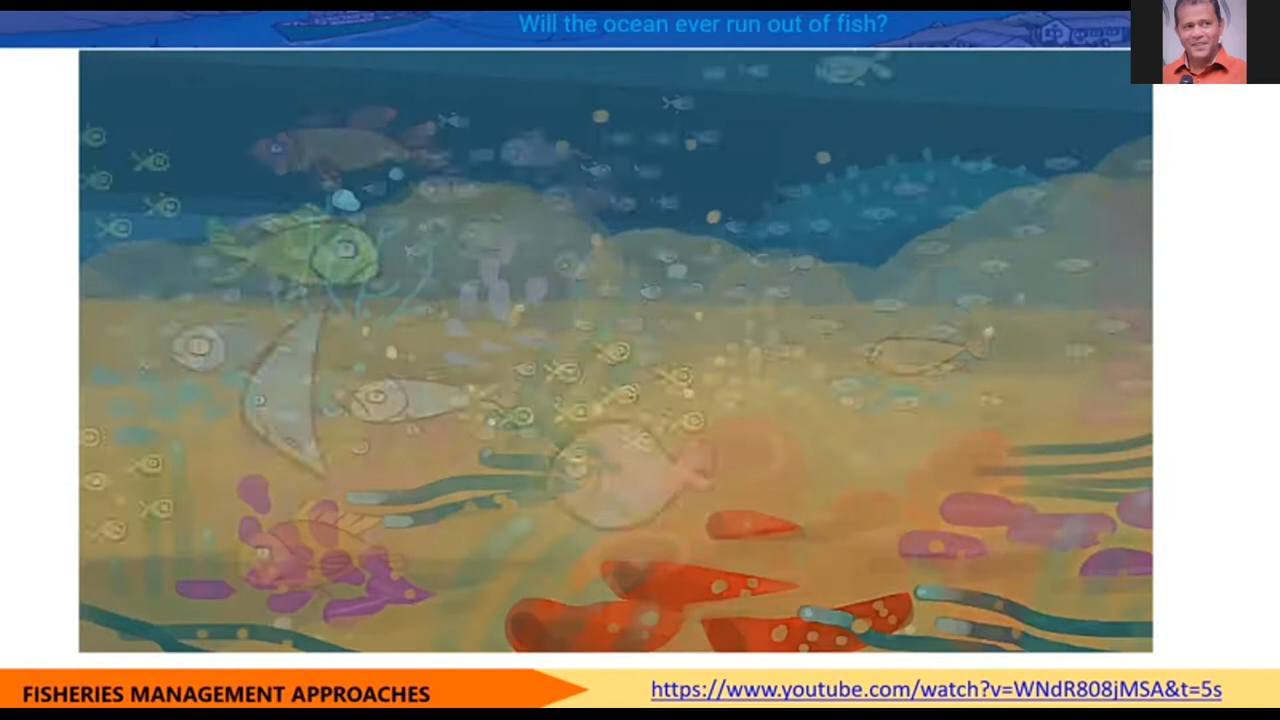 Will the ocean ever run out of fish?
FISHERIES MANAGEMENT APPROACHES
https://www.youtube.com/watch?v=WNdR808jMSA&t=5s